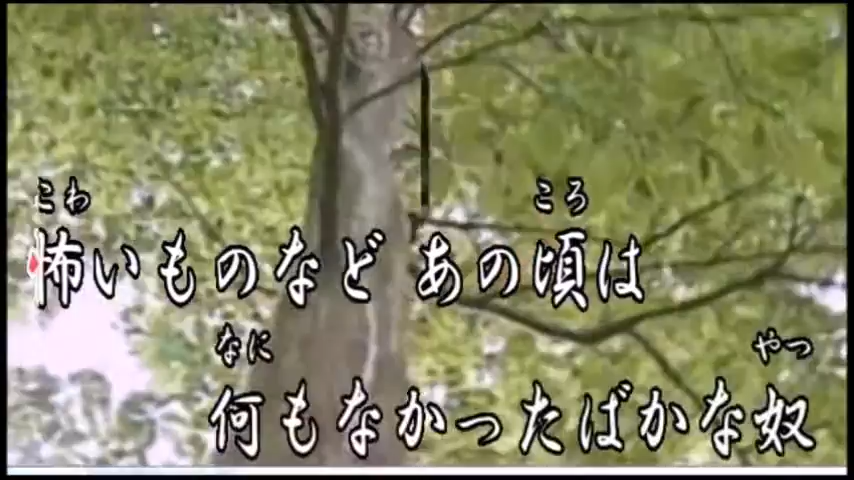 こわ ころ
怖いものなど あの頃は
なに やつ
何もなかったばかな奴